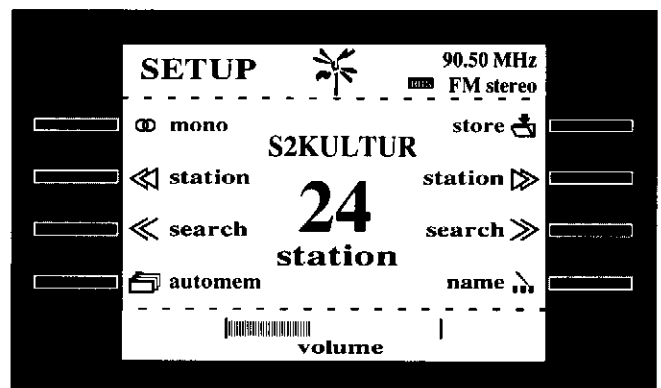 SETUP
90.50 MHz
RDS FM stereo
mono
store
S2KULTUR
station
station
24
search
search
station
automem
name
volume